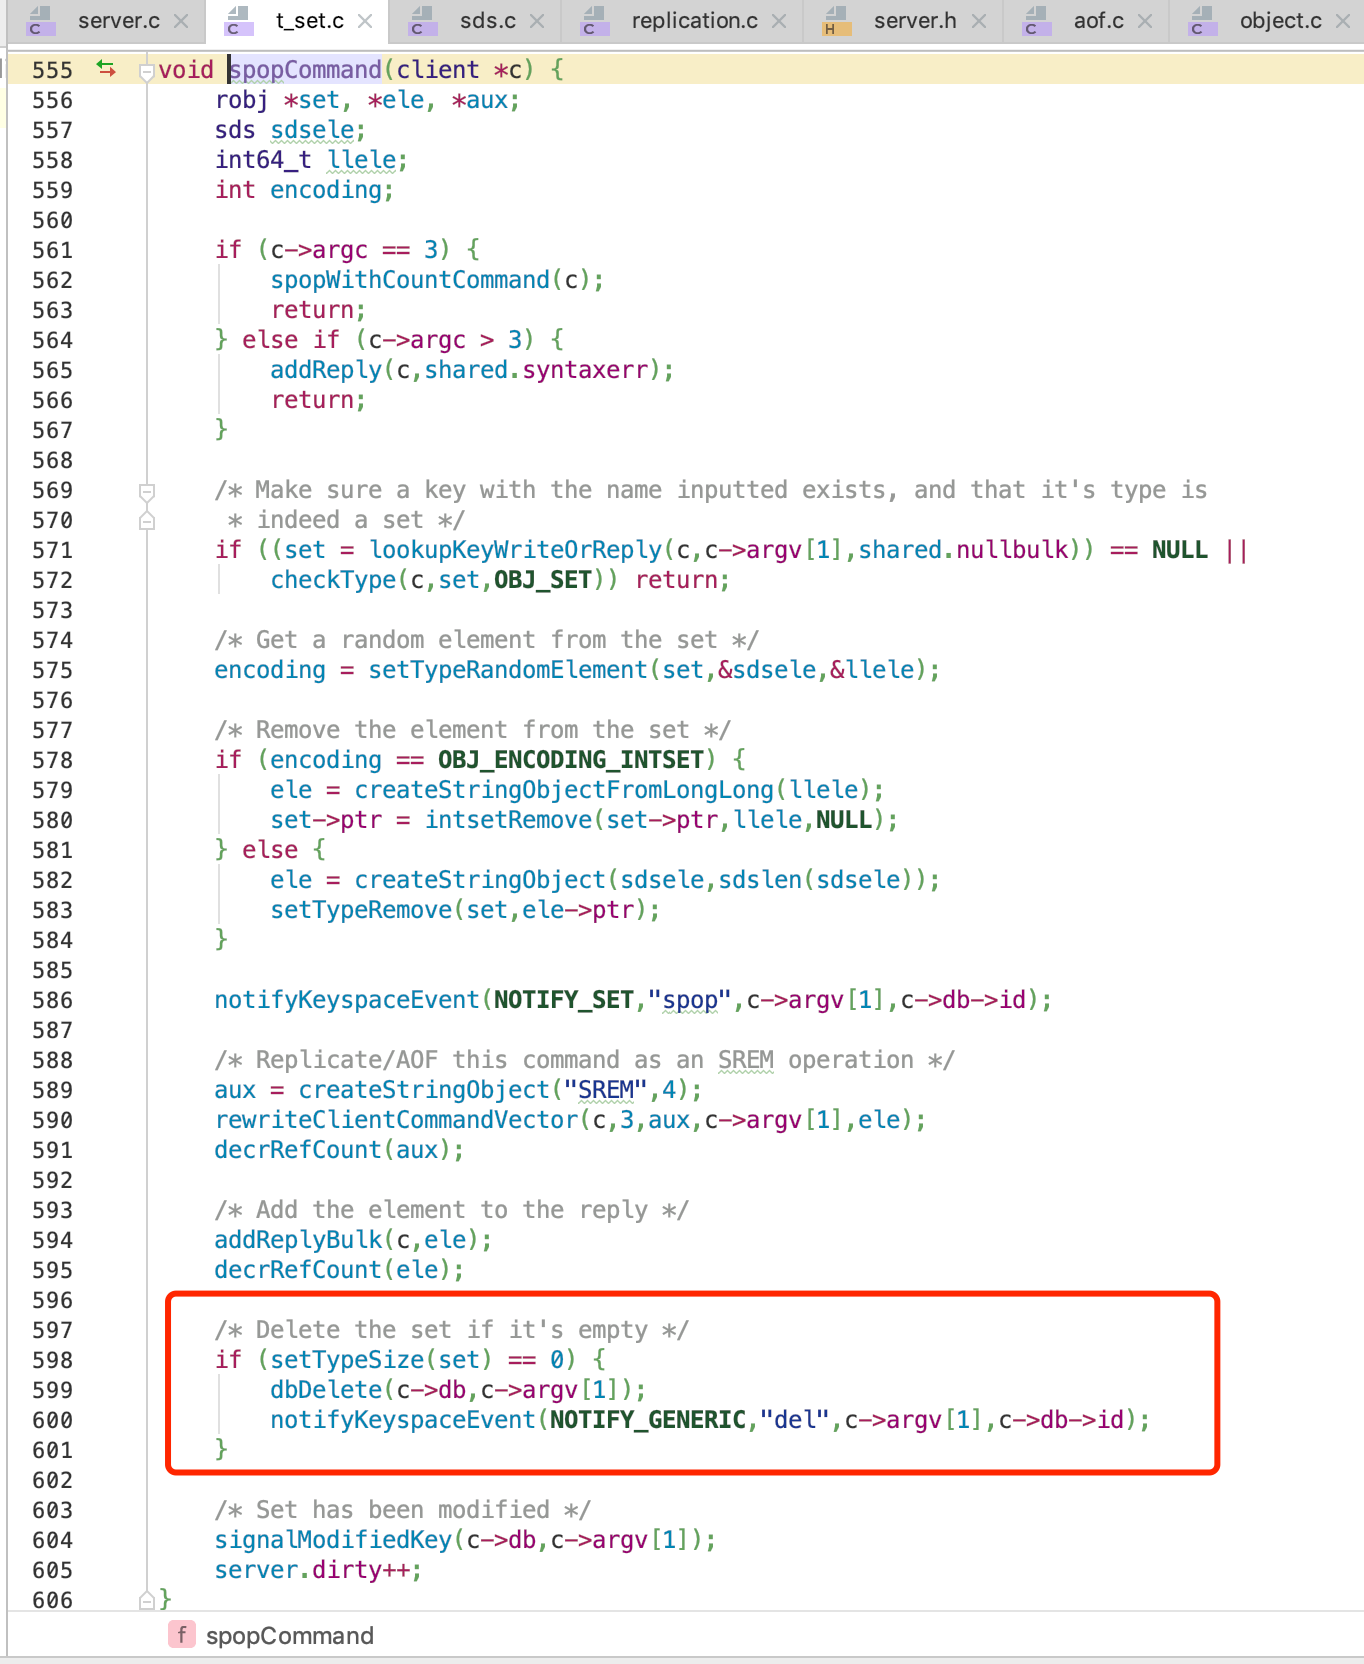 server.c t_set.c sds.c replication.c server.h aof.c object.c
555 void spopCommand(client *c) {
556     robj *set, *ele, *aux;
557     sds sdsele;
558     int64_t llele;
559     int encoding;
560
561     if (c->argc == 3) {
562         spopWithCountCommand(c);
563         return;
564     } else if (c->argc > 3) {
565         addReply(c,shared.syntaxerr);
566         return;
567     }
568
569     /* Make sure a key with the name inputted exists, and that it's type is
570      * indeed a set */
571     if ((set = lookupKeyWriteOrReply(c,c->argv[1],shared.nullbulk)) == NULL ||
572         checkType(c,set,OBJ_SET)) return;
573
574     /* Get a random element from the set */
575     encoding = setTypeRandomElement(set,&sdsele,&llele);
576
577     /* Remove the element from the set */
578     if (encoding == OBJ_ENCODING_INTSET) {
579         ele = createStringObjectFromLongLong(llele);
580         set->ptr = intsetRemove(set->ptr,llele,NULL);
581     } else {
582         ele = createStringObject(sdsele,sdslen(sdsele));
583         setTypeRemove(set,ele->ptr);
584     }
585
586     notifyKeyspaceEvent(NOTIFY_SET,"spop",c->argv[1],c->db->id);
587
588     /* Replicate/AOF this command as an SREM operation */
589     aux = createStringObject("SREM",4);
590     rewriteClientCommandVector(c,3,aux,c->argv[1],ele);
591     decrRefCount(aux);
592
593     /* Add the element to the reply */
594     addReplyBulk(c,ele);
595     decrRefCount(ele);
596
597     /* Delete the set if it's empty */
598     if (setTypeSize(set) == 0) {
599         dbDelete(c->db,c->argv[1]);
600         notifyKeyspaceEvent(NOTIFY_GENERIC,"del",c->argv[1],c->db->id);
601     }
602
603     /* Set has been modified */
604     signalModifiedKey(c->db,c->argv[1]);
605     server.dirty++;
606 }
f spopCommand